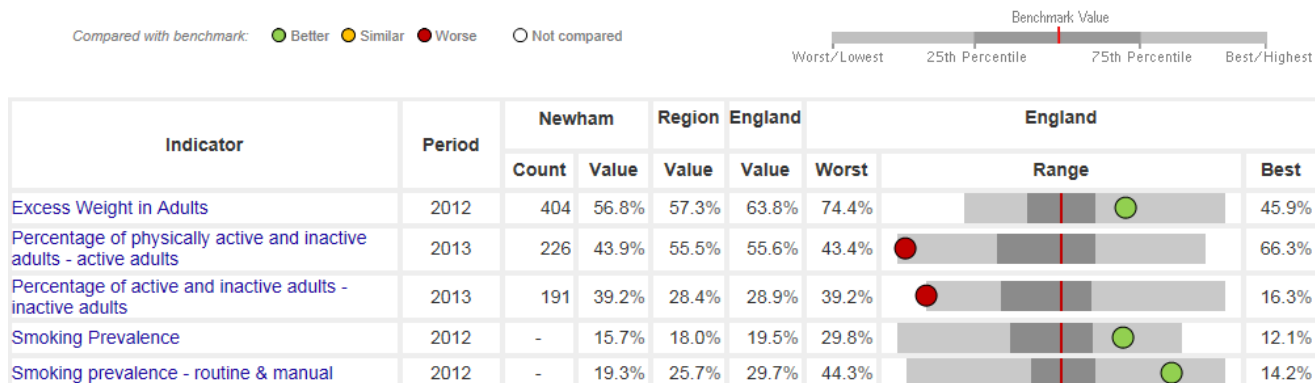 Benchmark Value
Compared with benchmark: Better Similar Worse Not compared
Worst/Lowest 25th Percentile 75th Percentile Best/Highest
Indicator Period Newham Region England England
Count Value Value Value Worst Range Best
Excess Weight in Adults 2012 404 56.8% 57.3% 63.8% 74.4% 45.9%
Percentage of physically active and inactive
adults - active adults 2013 226 43.9% 55.5% 55.6% 43.4% 66.3%
Percentage of active and inactive adults -
inactive adults 2013 191 39.2% 28.4% 28.9% 39.2% 16.3%
Smoking Prevalence 2012 - 15.7% 18.0% 19.5% 29.8% 12.1%
Smoking prevalence - routine & manual 2012 - 19.3% 25.7% 29.7% 44.3% 14.2%